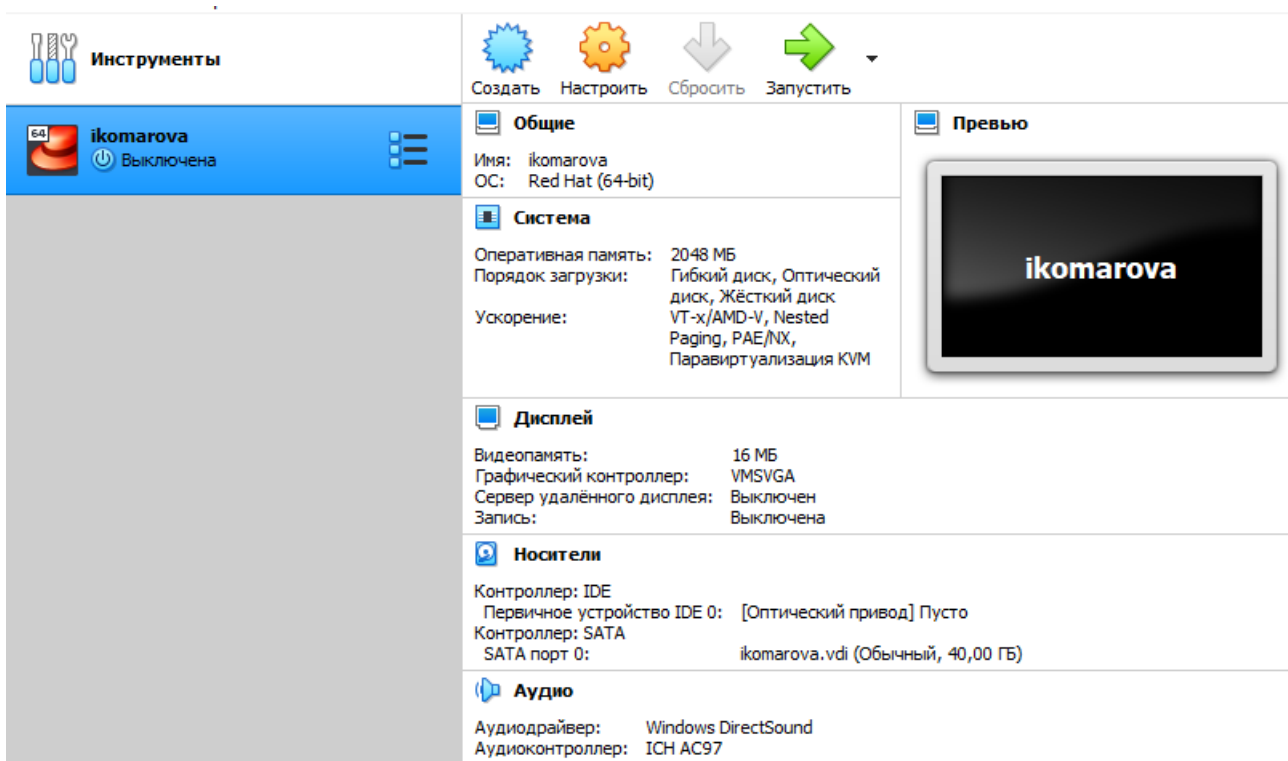 Инструменты
Создать Настроить Сбросить Запустить
64
ikomarova
Выключена
Общие
Имя: ikomarova
ОС: Red Hat (64-bit)
Система
Оперативная память: 2048 МБ
Порядок загрузки: Гибкий диск, Оптический
диск, Жёсткий диск
Ускорение: VT-x/AMD-V, Nested
Paging, PAE/NX,
Паравиртуализация KVM
Превью
ikomarova
Дисплей
Видеопамять: 16 МБ
Графический контроллер: VMSVGA
Сервер удалённого дисплея: Выключен
Запись: Выключена
Носители
Контроллер: IDE
Первичное устройство IDE 0: [Оптический привод] Пусто
Контроллер: SATA
SATA порт 0: ikomarova.vdi (Обычный, 40,00 ГБ)
Аудио
Аудиодрайвер: Windows DirectSound
Аудиоконтроллер: ICH AC97